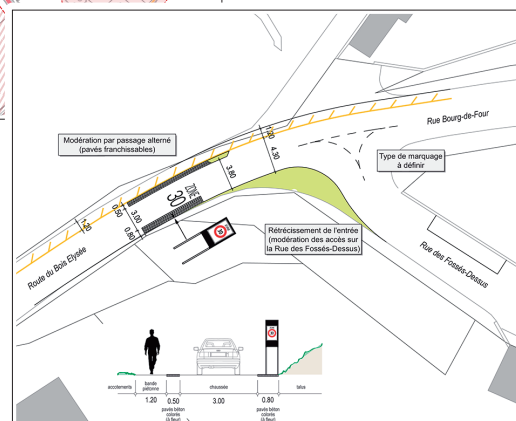 Rue Bourg-de-Four
Modération par passage alterné
(pavés franchissables)
Type de marquage
à définir
1.20
4.30
3.80
ZONE
30
0.50
3.00
0.80
1.20
Rétrécissement de l'entrée
(modération des accès sur
la Rue des Fossés-Dessus)
Route du Bois Elysée
Rue des Fossés-Dessus
30
accotements
bande
piétonne
chaussée
talus
1.20
0.50
3.00
0.80
pavés béton
colorés
(à fleur)
pavés béton
colorés
(à fleur)